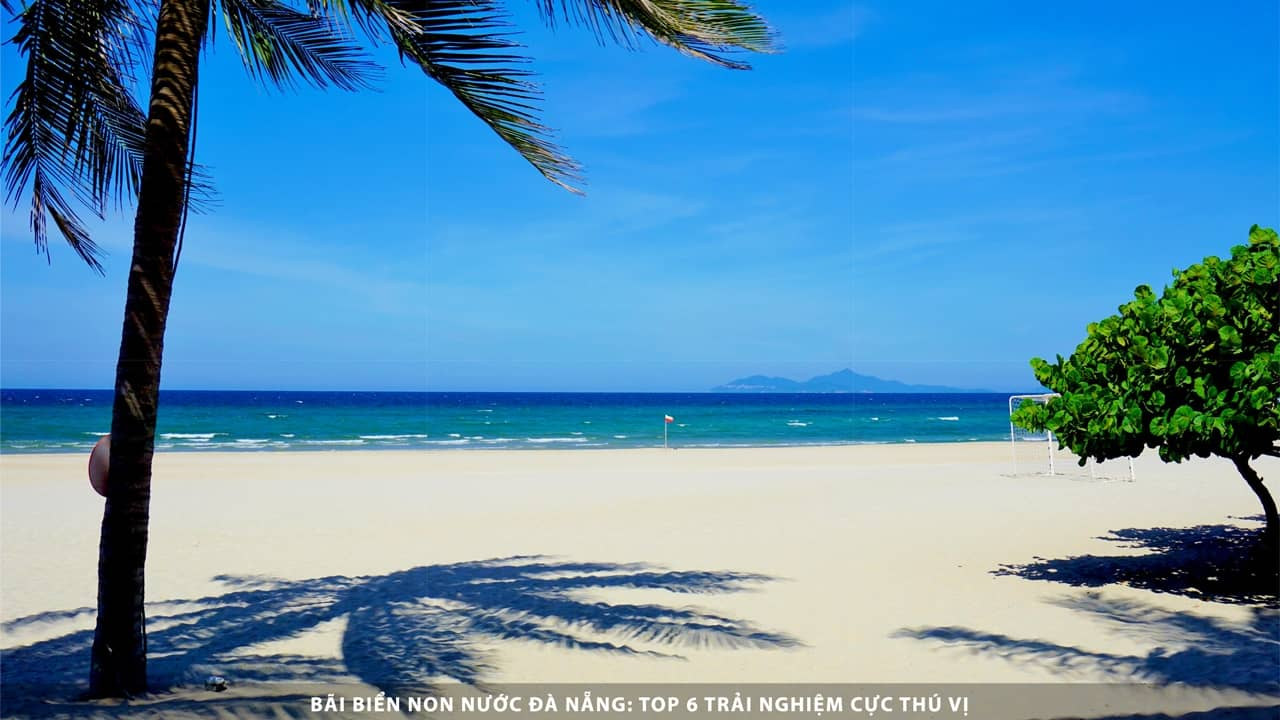 BÃI BIỂN NON NƯỚC ĐÀ NẴNG: TOP 6 TRẢI NGHIỆM CỰC THÚ VỊ